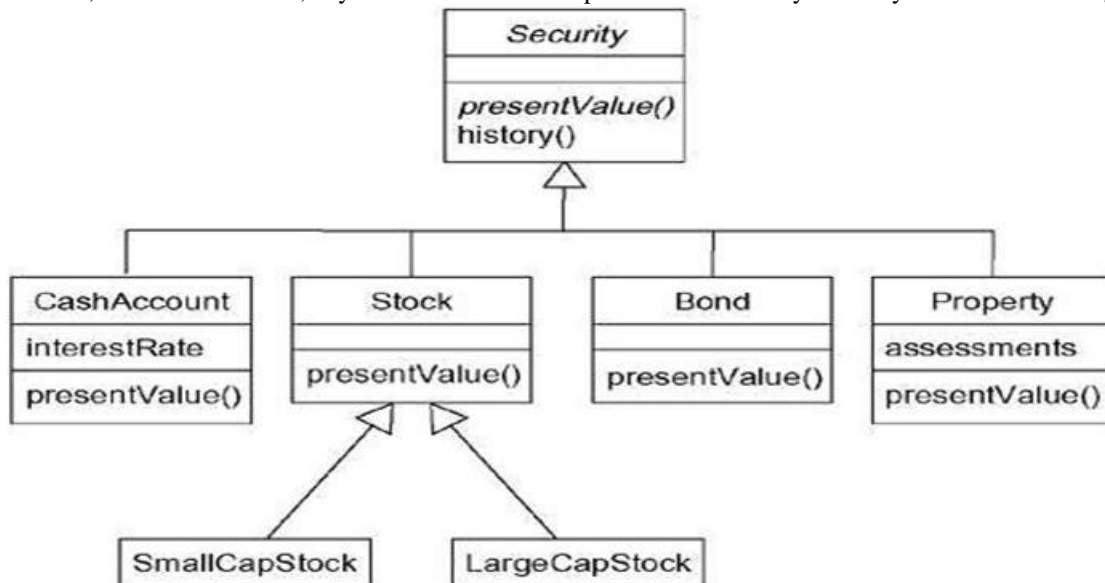 Security
presentValue()
history()
CashAccount
interestRate
presentValue()
Stock
presentValue()
Bond
presentValue()
Property
assessments
presentValue()
SmallCapStock
LargeCapStock